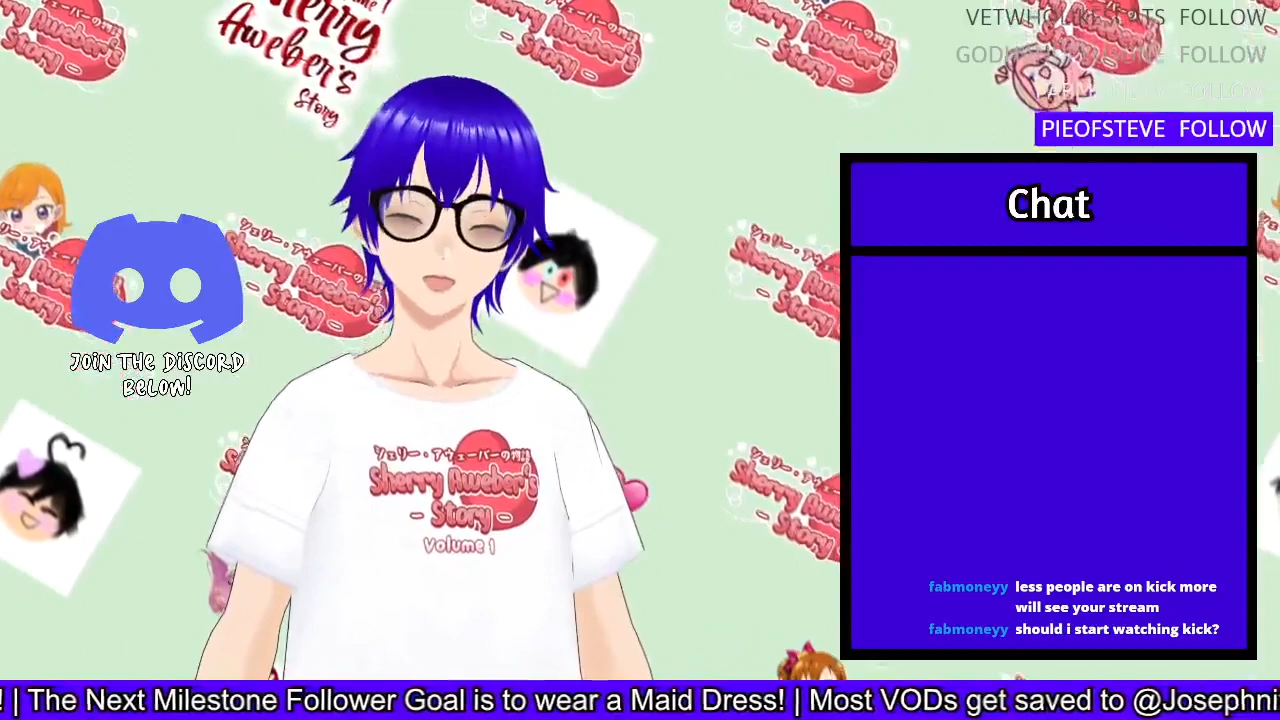 Sherry
Aweber's
Story
VETWHOLIKESCATS FOLLOW
FOLLOW
FOLLOW
PIEOFSTEVE FOLLOW
Chat
JOIN THE DISCORD
BELOW!
シェリー・アウェーバーの物語
Sherry Aweber's
- Story -
Volume 1
fabmoneyy less people are on kick more
will see your stream
fabmoneyy should i start watching kick?
! | The Next Milestone Follower Goal is to wear a Maid Dress! | Most VODs get saved to @Josephni